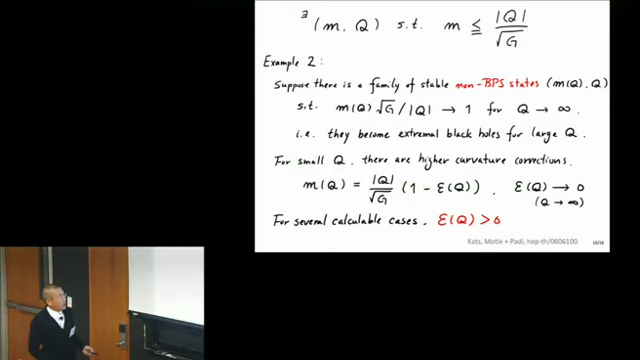 ∃ (m, Q) s.t. m ≤ |Q| / √G
Example 2 :
Suppose there is a family of stable non-BPS states (m(Q), Q)
s.t. m(Q) √G / |Q| → 1 for Q → ∞.
i.e. they become extremal black holes for large Q.
For small Q, there are higher curvature corrections.
m(Q) = |Q| / √G (1 - ε(Q)), ε(Q) → 0
(Q → ∞)
For several calculable cases, ε(Q) > 0
Kats, Motle + Padi, hep-th/0606100